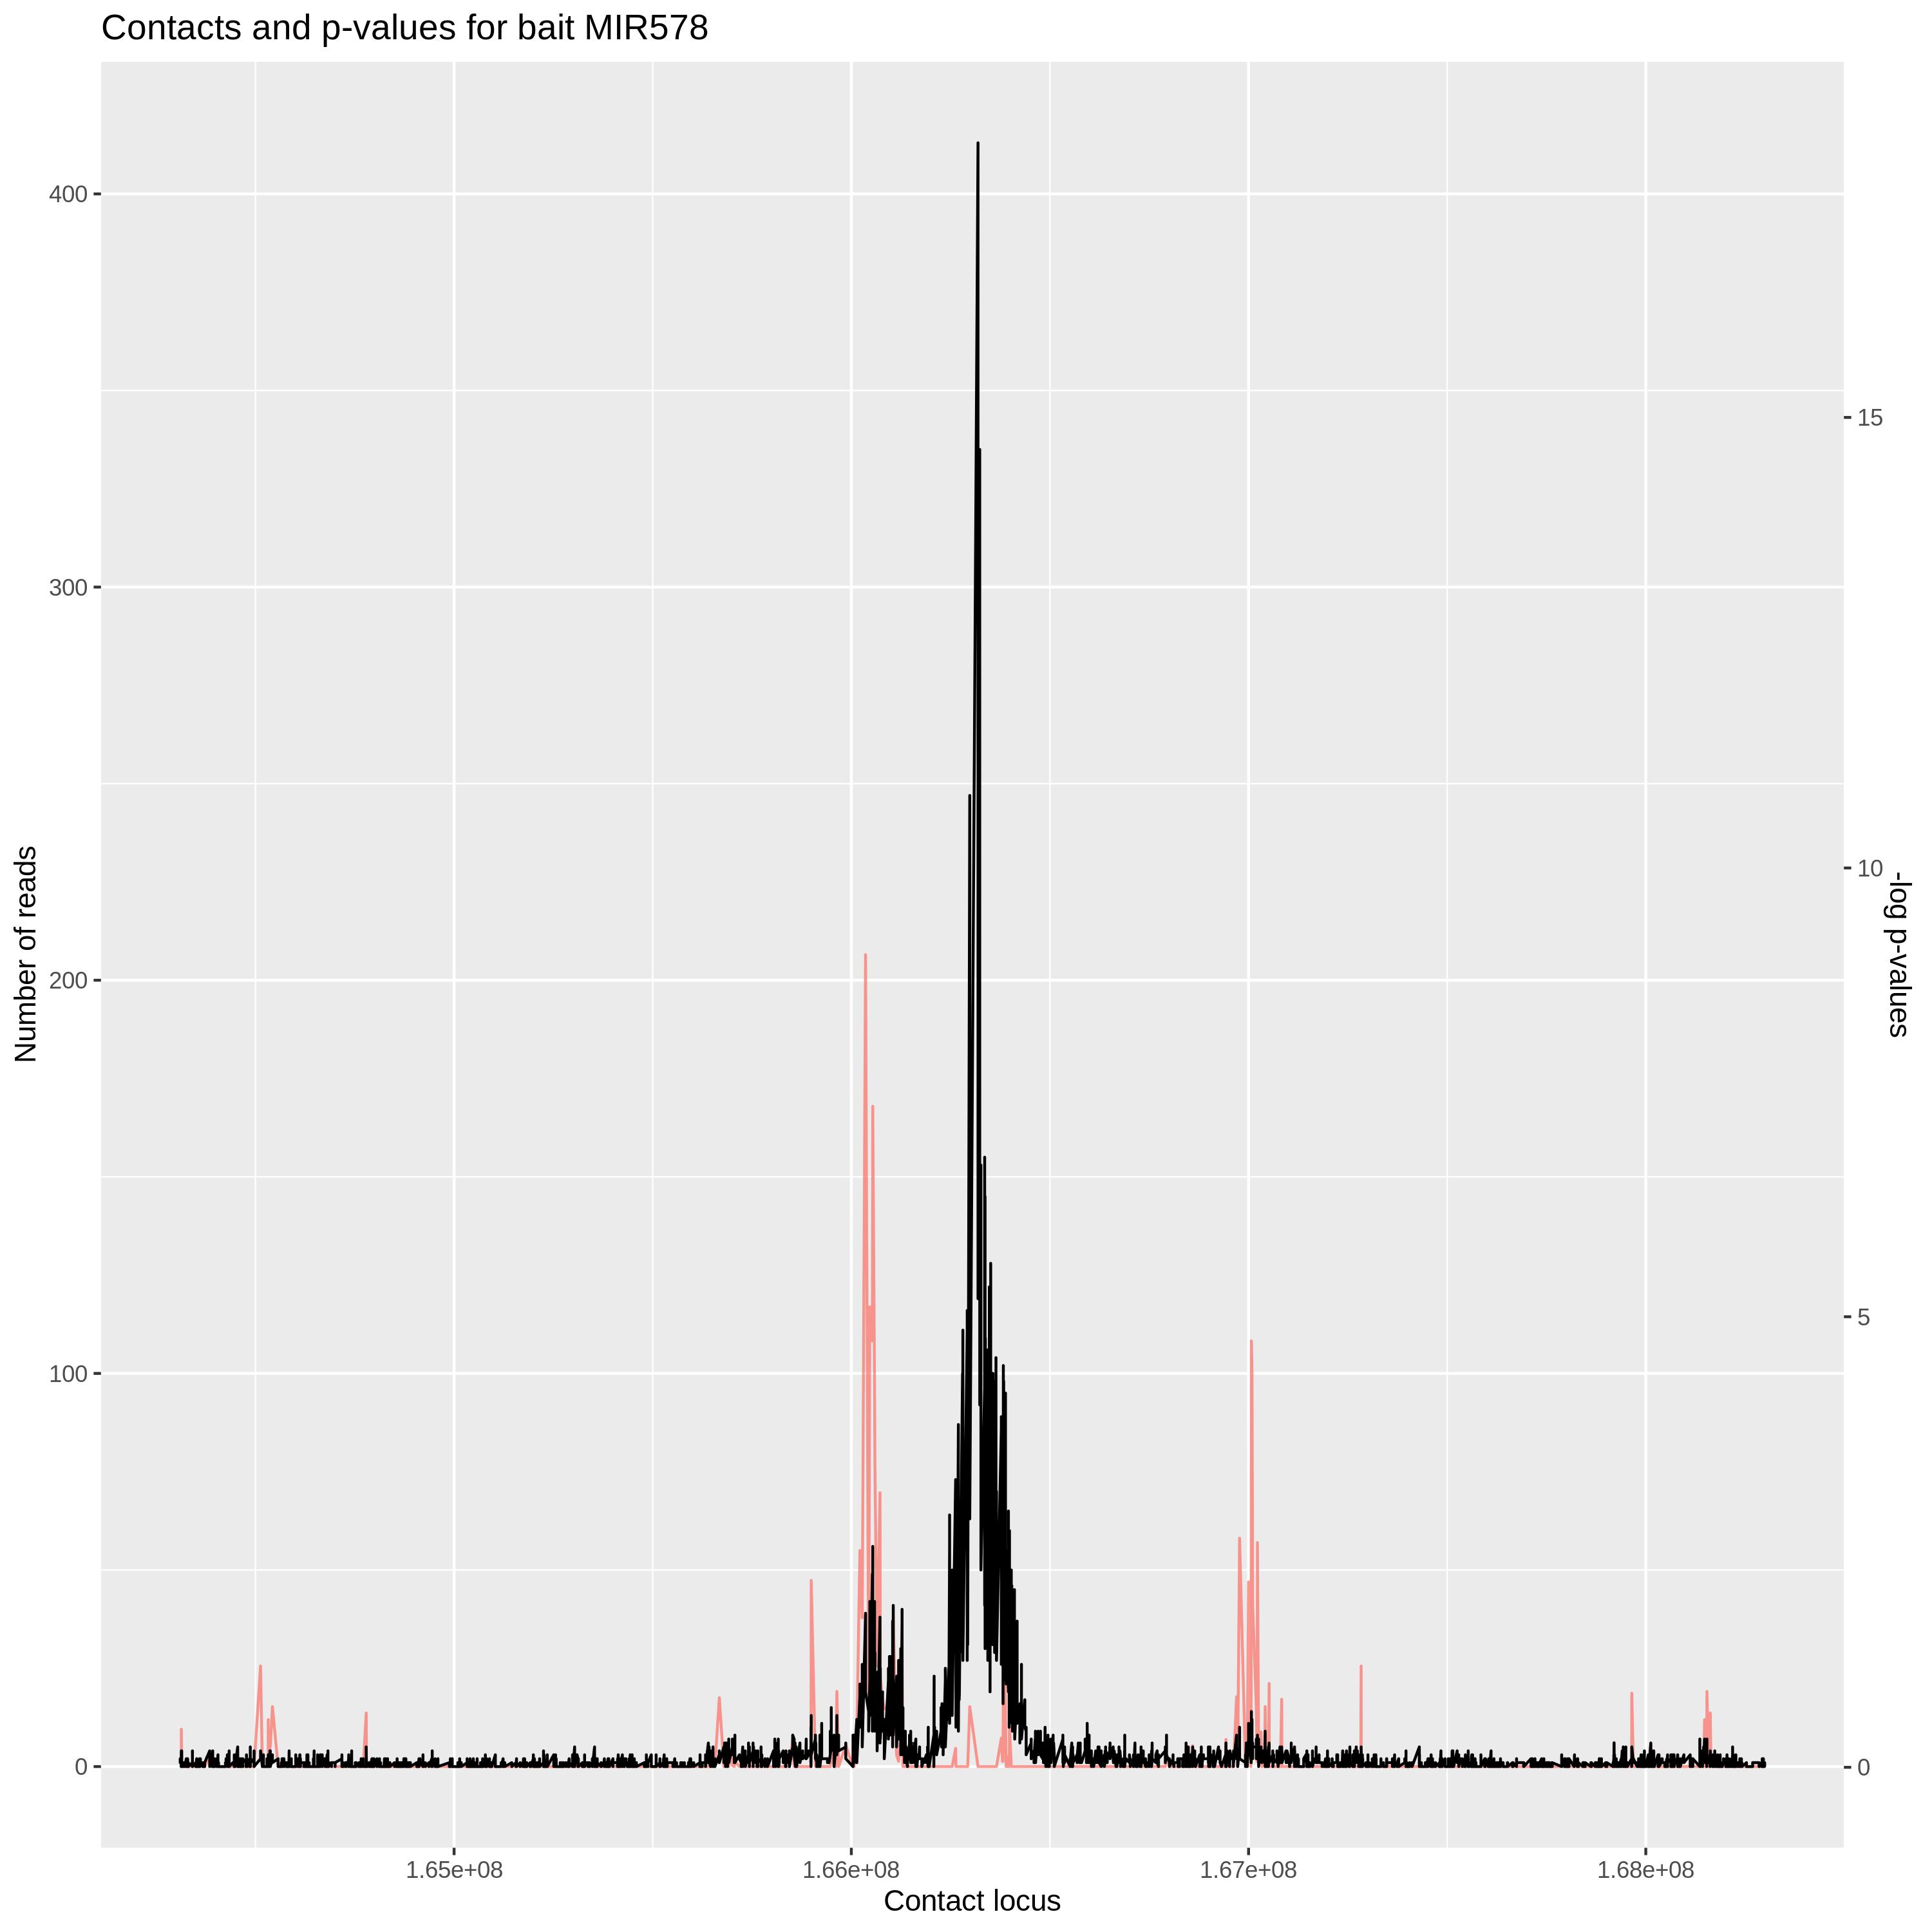 Contacts and p-values for bait MIR578
400
300
200
100
0
Number of reads
15
10
5
0
-log p-values
1.65e+08
1.66e+08
1.67e+08
1.68e+08
Contact locus